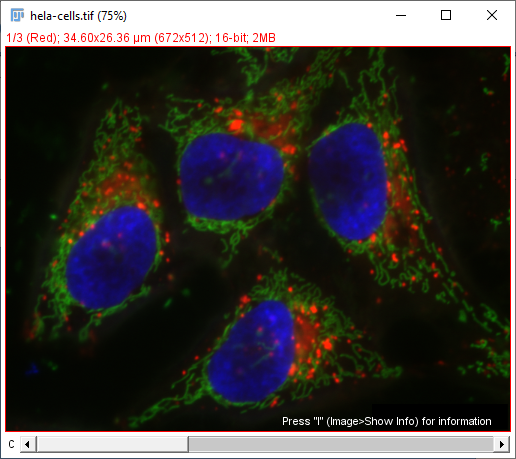 hela-cells.tif (75%)
1/3 (Red); 34.60x26.36 µm (672x512); 16-bit; 2MB
Press "I" (Image>Show Info) for information
C